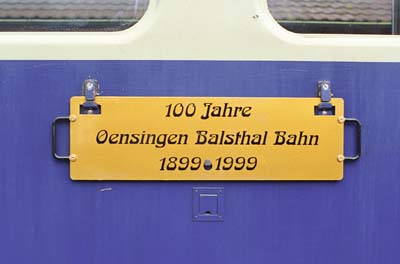 100 Jahre
Oensingen Balsthal Bahn
1899 • 1999